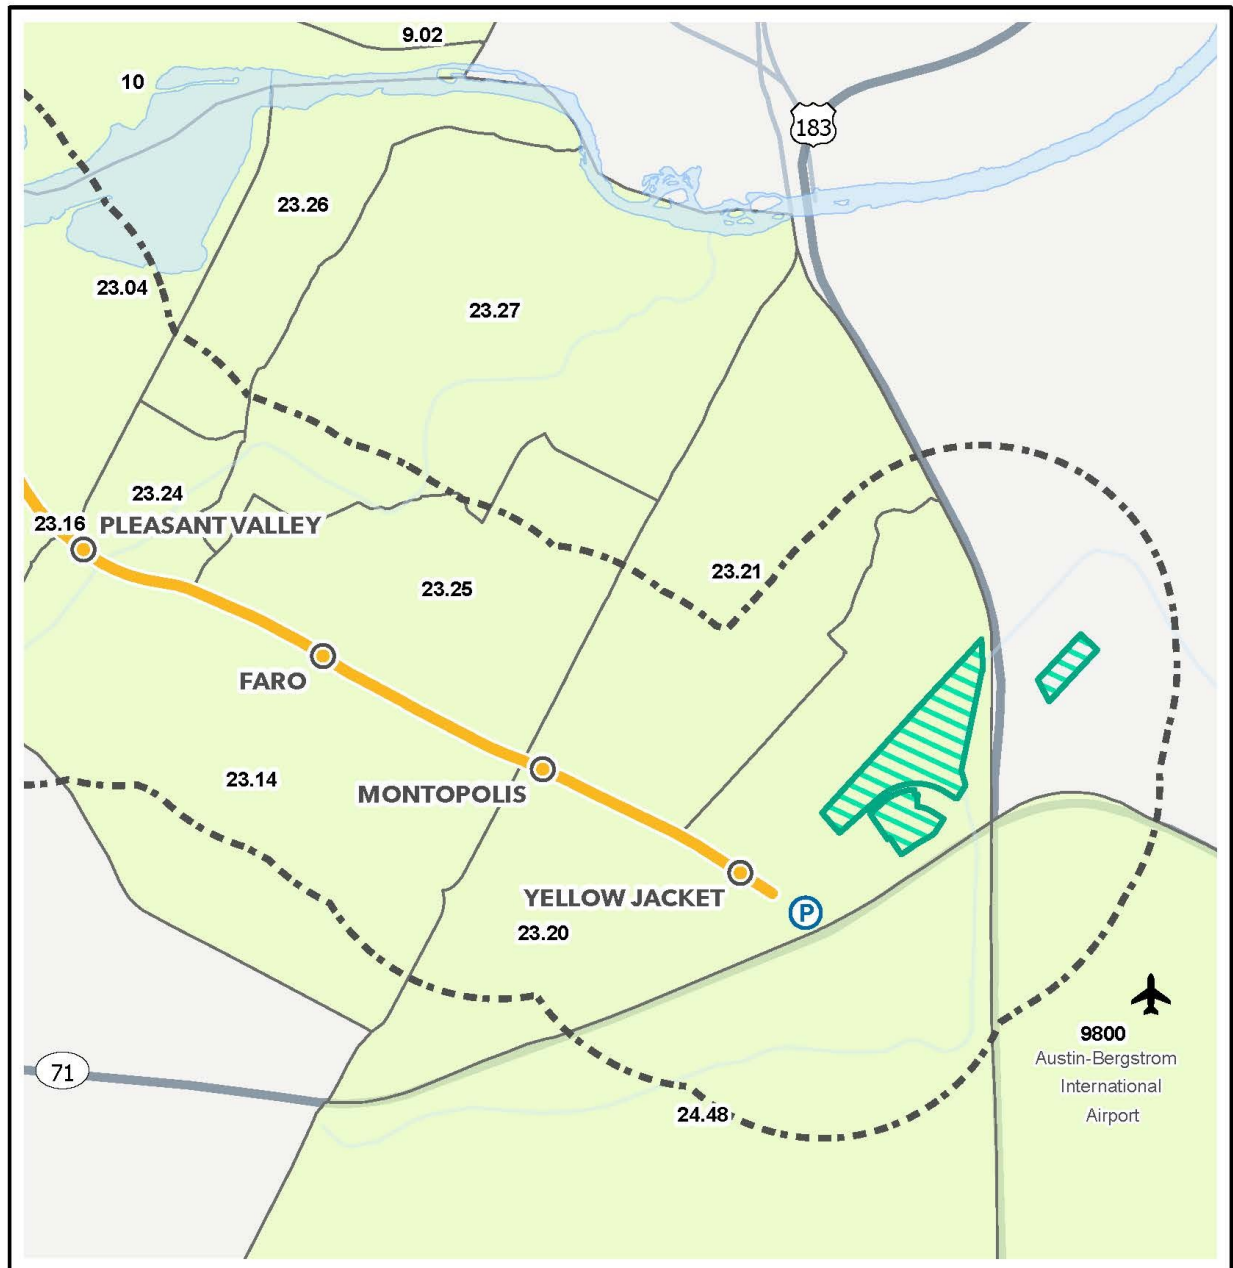 9.02
10
183
23.26
23.04
23.27
23.24
23.16
PLEASANT VALLEY
23.21
23.25
FARO
23.14
MONTOPOLIS
YELLOW JACKET
P
23.20
9800
Austin-Bergstrom
International
Airport
71
24.48